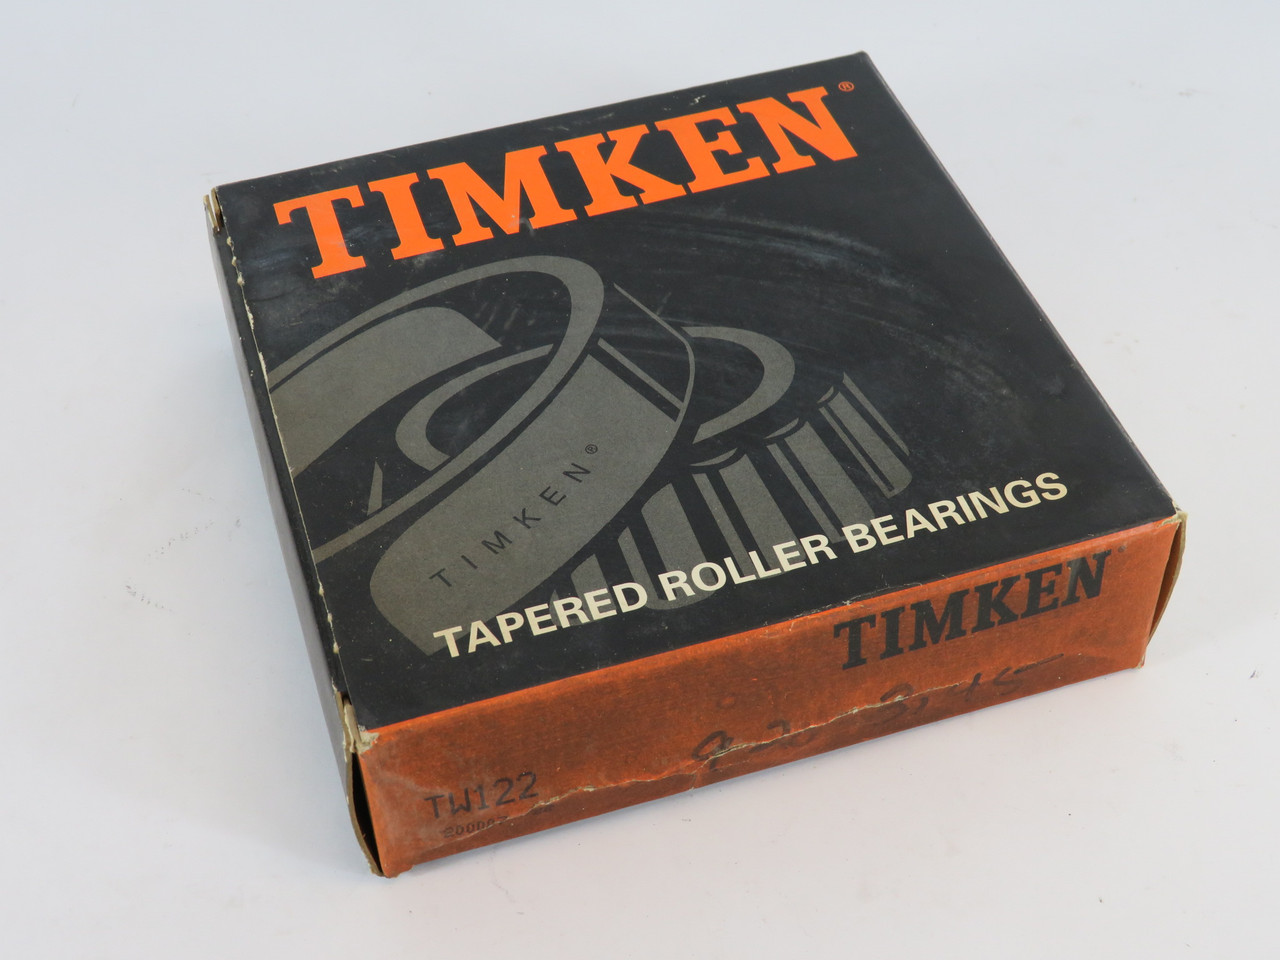 TIMKEN®
TIMKEN®
TAPERED ROLLER BEARINGS
TIMKEN
TW122